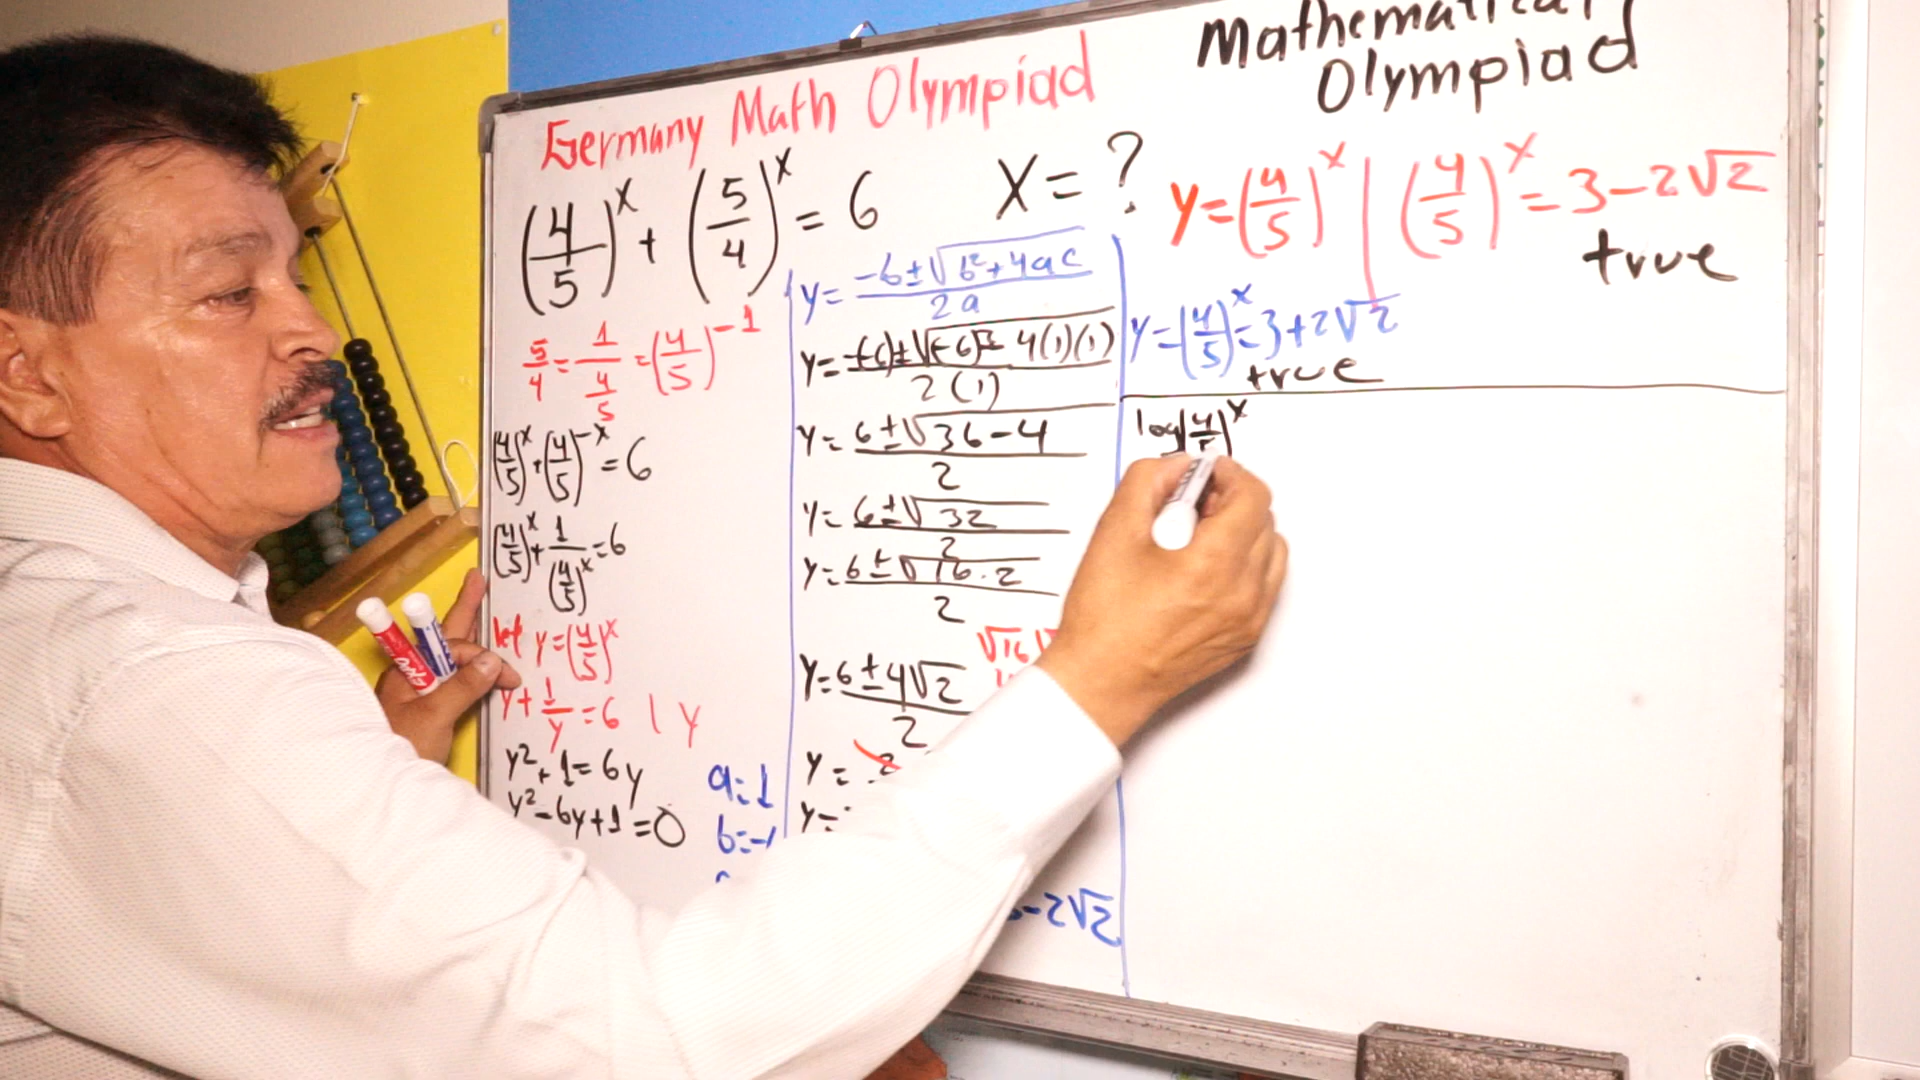 Germany Math Olympiad
(4/5)^x + (5/4)^x = 6
x = ?
5/4 = 1/(4/5) = (4/5)^-1
(4/5)^x + (4/5)^-x = 6
(4/5)^x + 1/(4/5)^x = 6
let y = (4/5)^x
y + 1/y = 6 | y
y² + 1 = 6y
y² - 6y + 1 = 0
a = 1
y = (-b ± √(b² + 4ac))/(2a)
y = (-(-6) ± √((-6)² - 4(1)(1)))/(2(1))
y = (6 ± √(36 - 4))/2
y = (6 ± √32)/2
y = (6 ± √(16·2))/2
√16
y = (6 ± 4√2)/2
y =
y =
-2√2
Mathematical
Olympiad
y = (4/5)^x | (4/5)^x = 3 - 2√2
true
y = (4/5)^x = 3 + 2√2
true
log(4/5)^x
EXPO